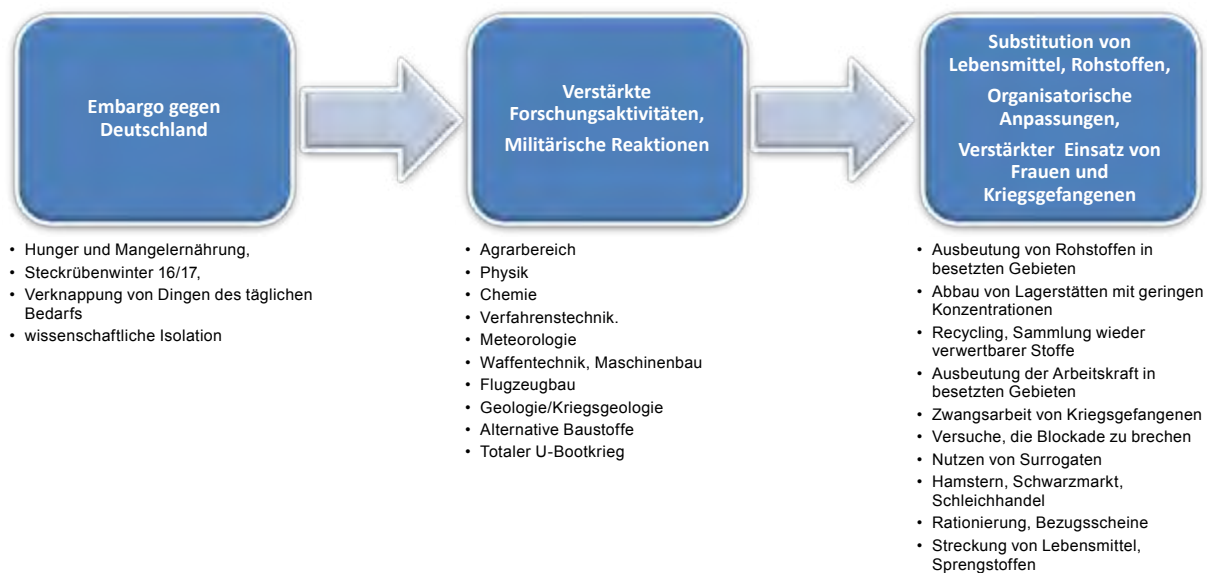 Embargo gegen
Deutschland
• Hunger und Mangelernährung,
• Steckrübenwinter 16/17,
• Verknappung von Dingen des täglichen
Bedarfs
• wissenschaftliche Isolation
Verstärkte
Forschungsaktivitäten,
Militärische Reaktionen
• Agrarbereich
• Physik
• Chemie
• Verfahrenstechnik.
• Meteorologie
• Waffentechnik, Maschinenbau
• Flugzeugbau
• Geologie/Kriegsgeologie
• Alternative Baustoffe
• Totaler U-Bootkrieg
Substitution von
Lebensmittel, Rohstoffen,
Organisatorische
Anpassungen,
Verstärkter Einsatz von
Frauen und
Kriegsgefangenen
• Ausbeutung von Rohstoffen in
besetzten Gebieten
• Abbau von Lagerstätten mit geringen
Konzentrationen
• Recycling, Sammlung wieder
verwertbarer Stoffe
• Ausbeutung der Arbeitskraft in
besetzten Gebieten
• Zwangsarbeit von Kriegsgefangenen
• Versuche, die Blockade zu brechen
• Nutzen von Surrogaten
• Hamstern, Schwarzmarkt,
Schleichhandel
• Rationierung, Bezugsscheine
• Streckung von Lebensmittel,
Sprengstoffen